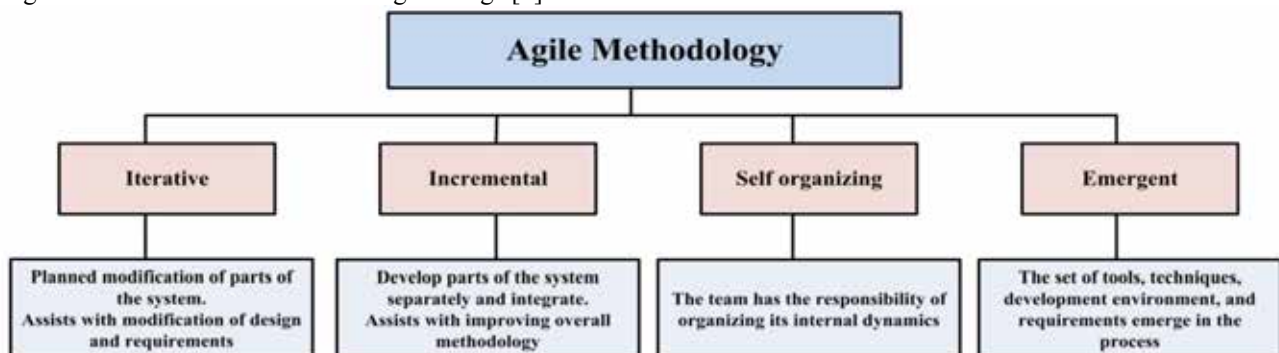 Agile Methodology
Iterative
Incremental
Self organizing
Emergent
Planned modification of parts of
the system.
Assists with modification of design
and requirements
Develop parts of the system
separately and integrate.
Assists with improving overall
methodology
The team has the responsibility of
organizing its internal dynamics
The set of tools, techniques,
development environment, and
requirements emerge in the
process